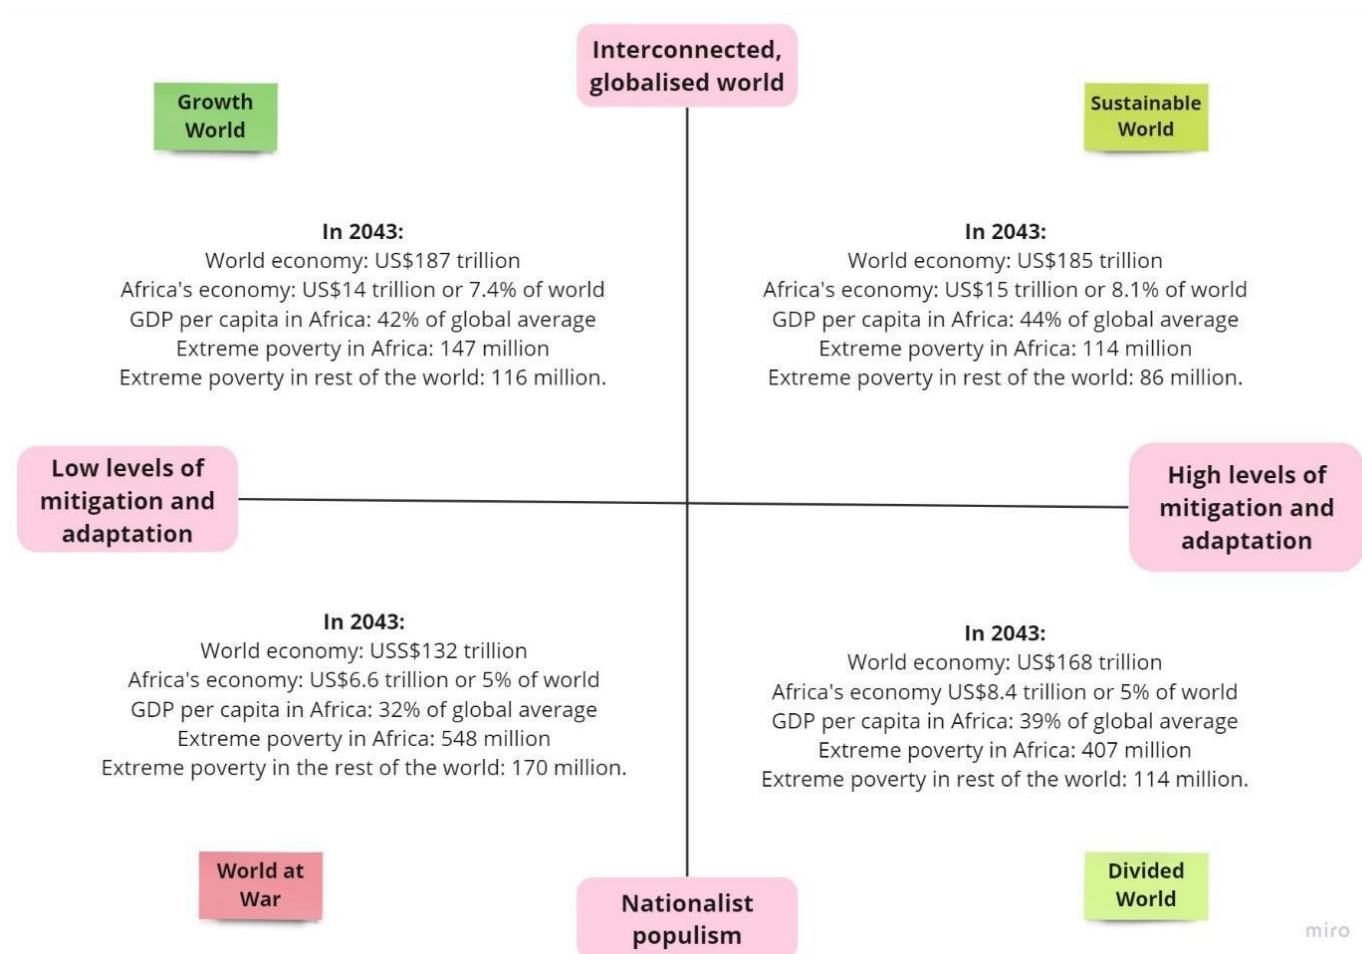 Interconnected,
globalised world
Growth
World
Sustainable
World
In 2043:
World economy: US$187 trillion
Africa's economy: US$14 trillion or 7.4% of world
GDP per capita in Africa: 42% of global average
Extreme poverty in Africa: 147 million
Extreme poverty in rest of the world: 116 million.
In 2043:
World economy: US$185 trillion
Africa's economy: US$15 trillion or 8.1% of world
GDP per capita in Africa: 44% of global average
Extreme poverty in Africa: 114 million
Extreme poverty in rest of the world: 86 million.
Low levels of
mitigation and
adaptation
High levels of
mitigation and
adaptation
In 2043:
World economy: USS$132 trillion
Africa's economy: US$6.6 trillion or 5% of world
GDP per capita in Africa: 32% of global average
Extreme poverty in Africa: 548 million
Extreme poverty in the rest of the world: 170 million.
In 2043:
World economy: US$168 trillion
Africa's economy US$8.4 trillion or 5% of world
GDP per capita in Africa: 39% of global average
Extreme poverty in Africa: 407 million
Extreme poverty in rest of the world: 114 million.
World at
War
Nationalist
populism
Divided
World
miro